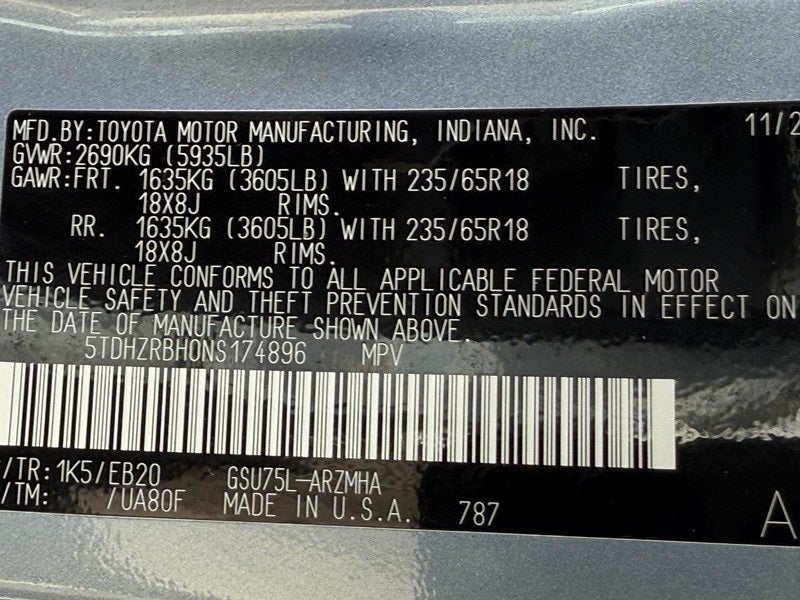 MFD.BY:TOYOTA MOTOR MANUFACTURING, INDIANA, INC. 11/2
GVWR:2690KG (5935LB)
GAWR:FRT. 1635KG (3605LB) WITH 235/65R18 TIRES,
18X8J RIMS.
RR. 1635KG (3605LB) WITH 235/65R18 TIRES,
18X8J RIMS.
THIS VEHICLE CONFORMS TO ALL APPLICABLE FEDERAL MOTOR
VEHICLE SAFETY AND THEFT PREVENTION STANDARDS IN EFFECT ON
THE DATE OF MANUFACTURE SHOWN ABOVE.
5TDHZRBH0NS174896 MPV
/TR:1K5/EB20 GSU75L-ARZMHA
/TM: /UA80F MADE IN U.S.A. 787 A